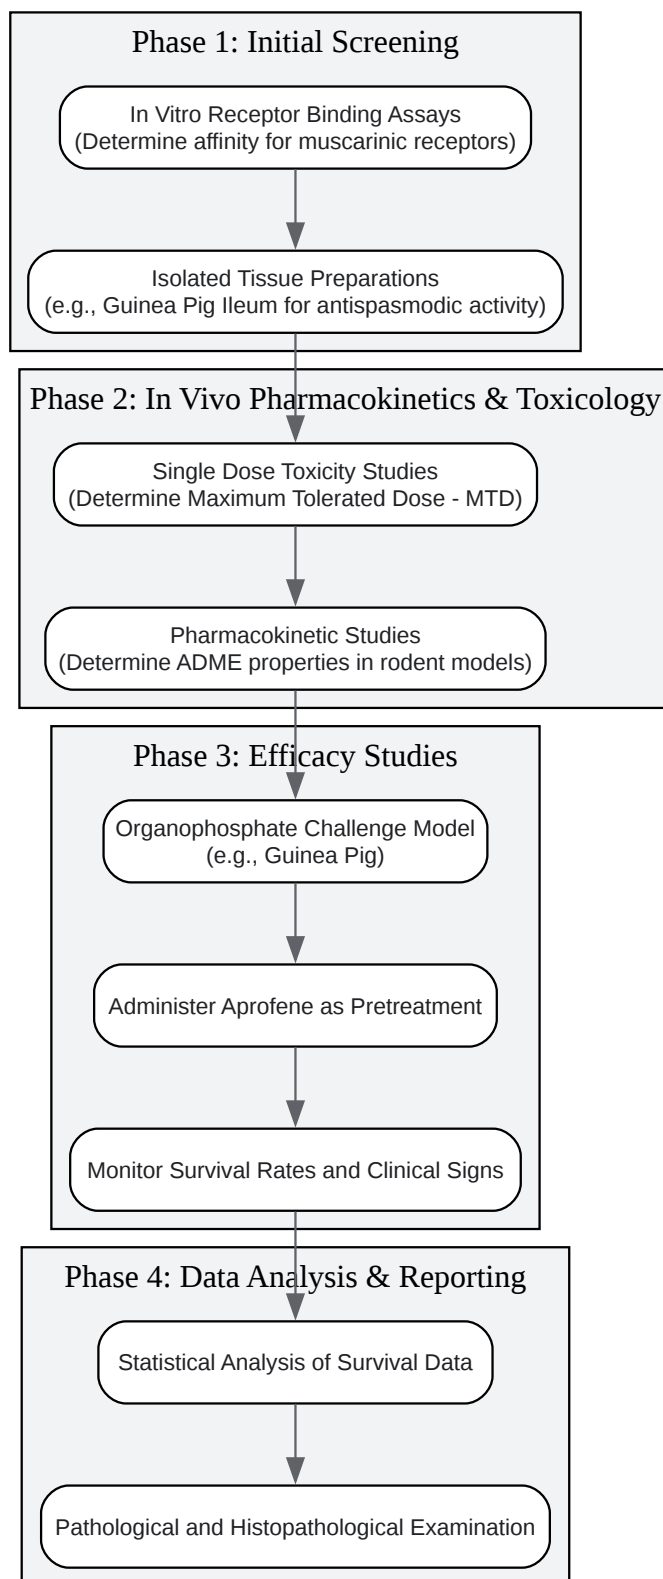 Phase 1: Initial Screening
In Vitro Receptor Binding Assays
(Determine affinity for muscarinic receptors)
Isolated Tissue Preparations
(e.g., Guinea Pig Ileum for antispasmodic activity)
Phase 2: In Vivo Pharmacokinetics & Toxicology
Single Dose Toxicity Studies
(Determine Maximum Tolerated Dose - MTD)
Pharmacokinetic Studies
(Determine ADME properties in rodent models)
Phase 3: Efficacy Studies
Organophosphate Challenge Model
(e.g., Guinea Pig)
Administer Aprofene as Pretreatment
Monitor Survival Rates and Clinical Signs
Phase 4: Data Analysis & Reporting
Statistical Analysis of Survival Data
Pathological and Histopathological Examination